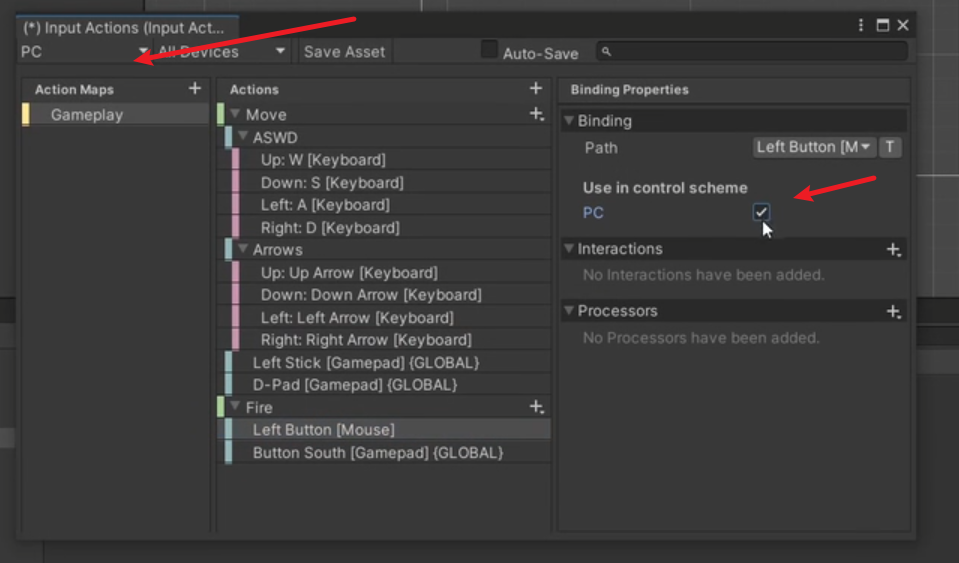 (*) Input Actions (Input Act...
PC All Devices Save Asset Auto-Save
Action Maps
Gameplay
Actions
Move
ASWD
Up: W [Keyboard]
Down: S [Keyboard]
Left: A [Keyboard]
Right: D [Keyboard]
Arrows
Up: Up Arrow [Keyboard]
Down: Down Arrow [Keyboard]
Left: Left Arrow [Keyboard]
Right: Right Arrow [Keyboard]
Left Stick [Gamepad] {GLOBAL}
D-Pad [Gamepad] {GLOBAL}
Fire
Left Button [Mouse]
Button South [Gamepad] {GLOBAL}
Binding Properties
Binding
Path Left Button [M T
Use in control scheme
PC
Interactions
No Interactions have been added.
Processors
No Processors have been added.